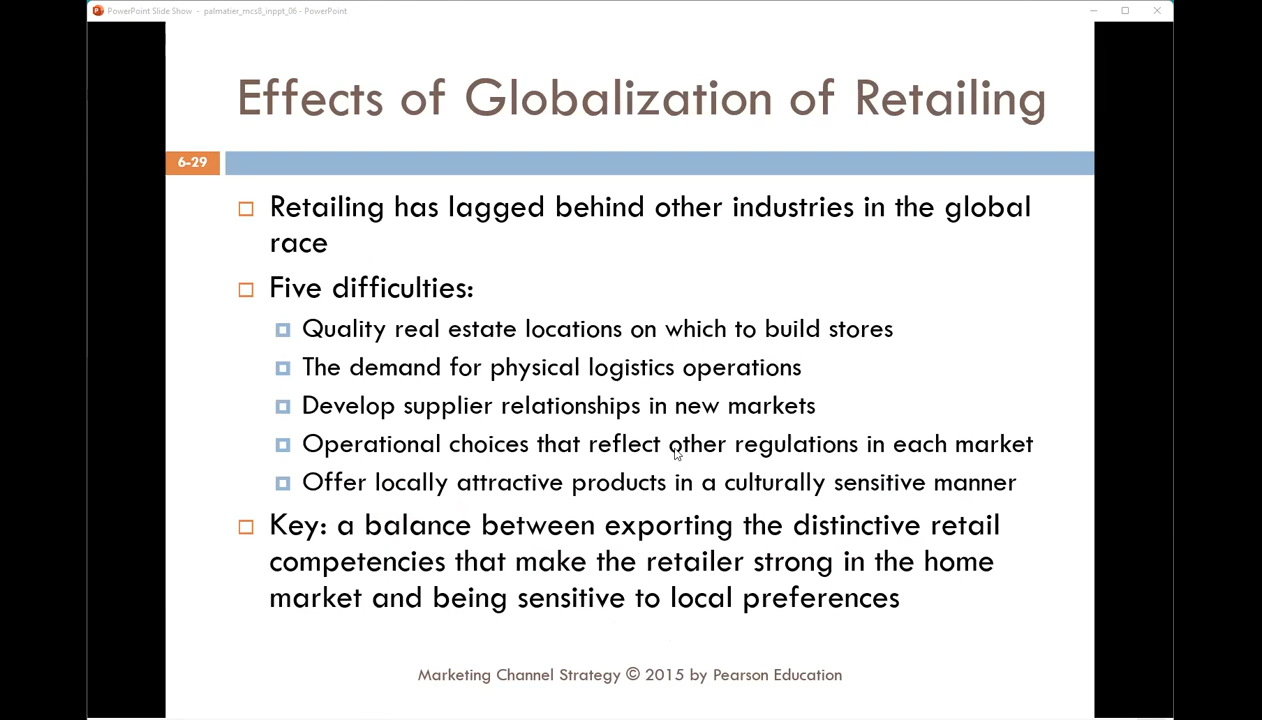 PowerPoint Slide Show - palmatier_mcs8_inppt_06 - PowerPoint
Effects of Globalization of Retailing
6-29
Retailing has lagged behind other industries in the global
race
Five difficulties:
Quality real estate locations on which to build stores
The demand for physical logistics operations
Develop supplier relationships in new markets
Operational choices that reflect other regulations in each market
Offer locally attractive products in a culturally sensitive manner
Key: a balance between exporting the distinctive retail
competencies that make the retailer strong in the home
market and being sensitive to local preferences
Marketing Channel Strategy © 2015 by Pearson Education